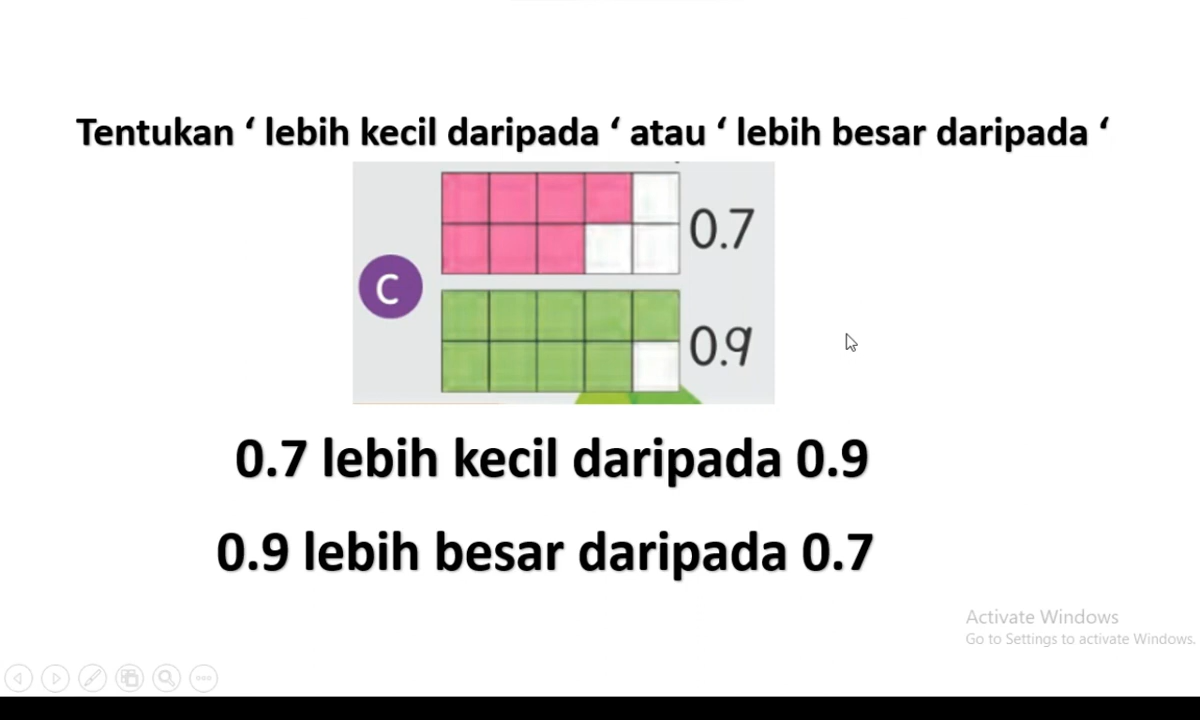 Tentukan ‘ lebih kecil daripada ‘ atau ‘ lebih besar daripada ‘
0.7
C
0.9
0.7 lebih kecil daripada 0.9
0.9 lebih besar daripada 0.7
Activate Windows
Go to Settings to activate Windows.